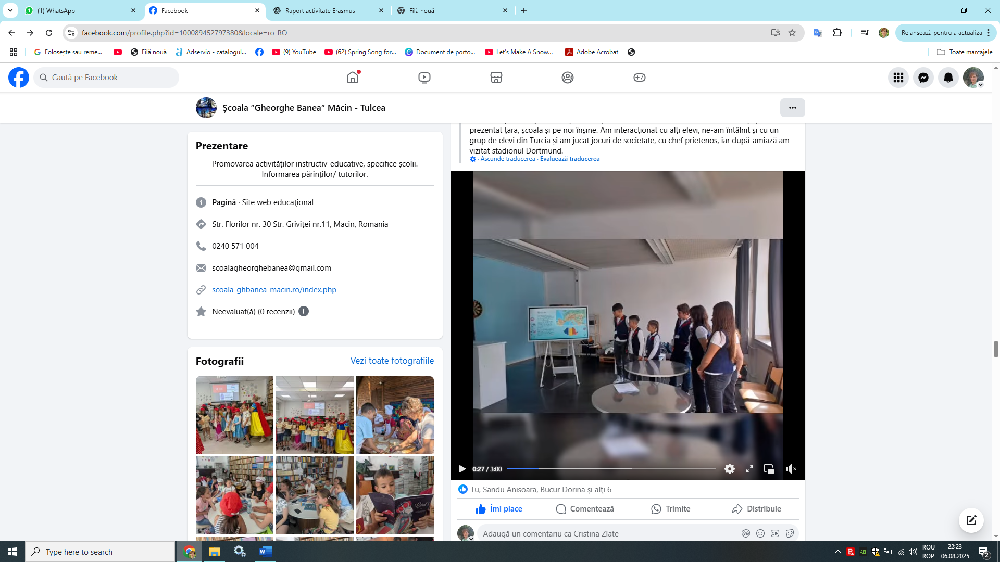 (1) WhatsApp
Facebook
Raport activitate Erasmus
Filă nouă
facebook.com/profile.php?id=100089452797380&locale=ro_RO
Relansează pentru a actualiza
Folosește sau reme...
Filă nouă
Adservio - catalogul...
(9) YouTube
(62) Spring Song for...
Document de porto...
Let's Make A Snow...
Adobe Acrobat
Toate marcajele
Caută pe Facebook
Școala ”Gheorghe Banea” Măcin - Tulcea
Prezentare
Promovarea activităților instructiv-educative, specifice școlii.
Informarea părinților/ tutorilor.
Pagină · Site web educaţional
Str. Florilor nr. 30 Str. Griviței nr.11, Macin, Romania
0240 571 004
scoalagheorghebanea@gmail.com
scoala-ghbanea-macin.ro/index.php
Neevaluat(ă) (0 recenzii)
Fotografii
Vezi toate fotografiile
prezentat țara, școala și pe noi înșine. Am interacționat cu alți elevi, ne-am întâlnit și cu un
grup de elevi din Turcia și am jucat jocuri de societate, cu chef prietenos, iar după-amiază am
vizitat stadionul Dortmund.
· Ascunde traducerea · Evaluează traducerea
0:27 / 3:00
Tu, Sandu Anisoara, Bucur Dorina şi alţi 6
Îmi place
Comentează
Trimite
Distribuie
Adaugă un comentariu ca Cristina Zlate
GIF
Type here to search
ROU
ROP
22:23
06.08.2025
2